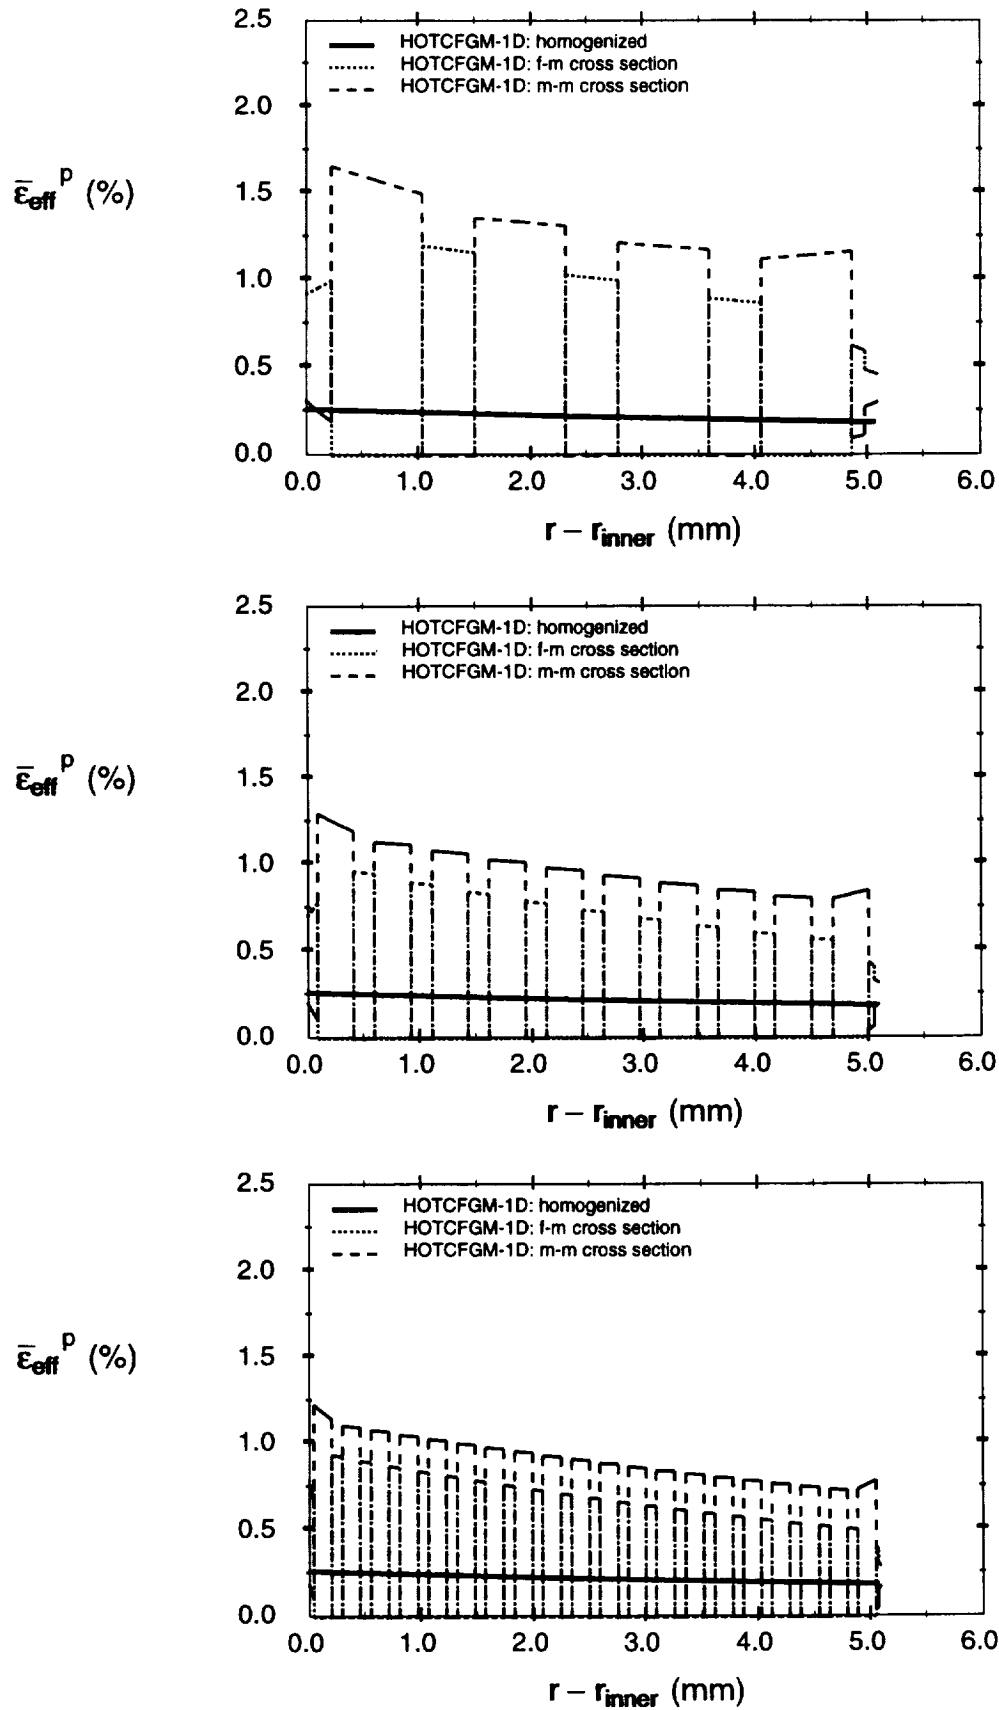 2.5
HOTCFGM-1D: homogenized
HOTCFGM-1D: f-m cross section
HOTCFGM-1D: m-m cross section
2.0
ε̄eff p (%)
1.5
1.0
0.5
0.0
0.0 1.0 2.0 3.0 4.0 5.0 6.0
r – rinner (mm)
2.5
HOTCFGM-1D: homogenized
HOTCFGM-1D: f-m cross section
HOTCFGM-1D: m-m cross section
2.0
ε̄eff p (%)
1.5
1.0
0.5
0.0
0.0 1.0 2.0 3.0 4.0 5.0 6.0
r – rinner (mm)
2.5
HOTCFGM-1D: homogenized
HOTCFGM-1D: f-m cross section
HOTCFGM-1D: m-m cross section
2.0
ε̄eff p (%)
1.5
1.0
0.5
0.0
0.0 1.0 2.0 3.0 4.0 5.0 6.0
r – rinner (mm)